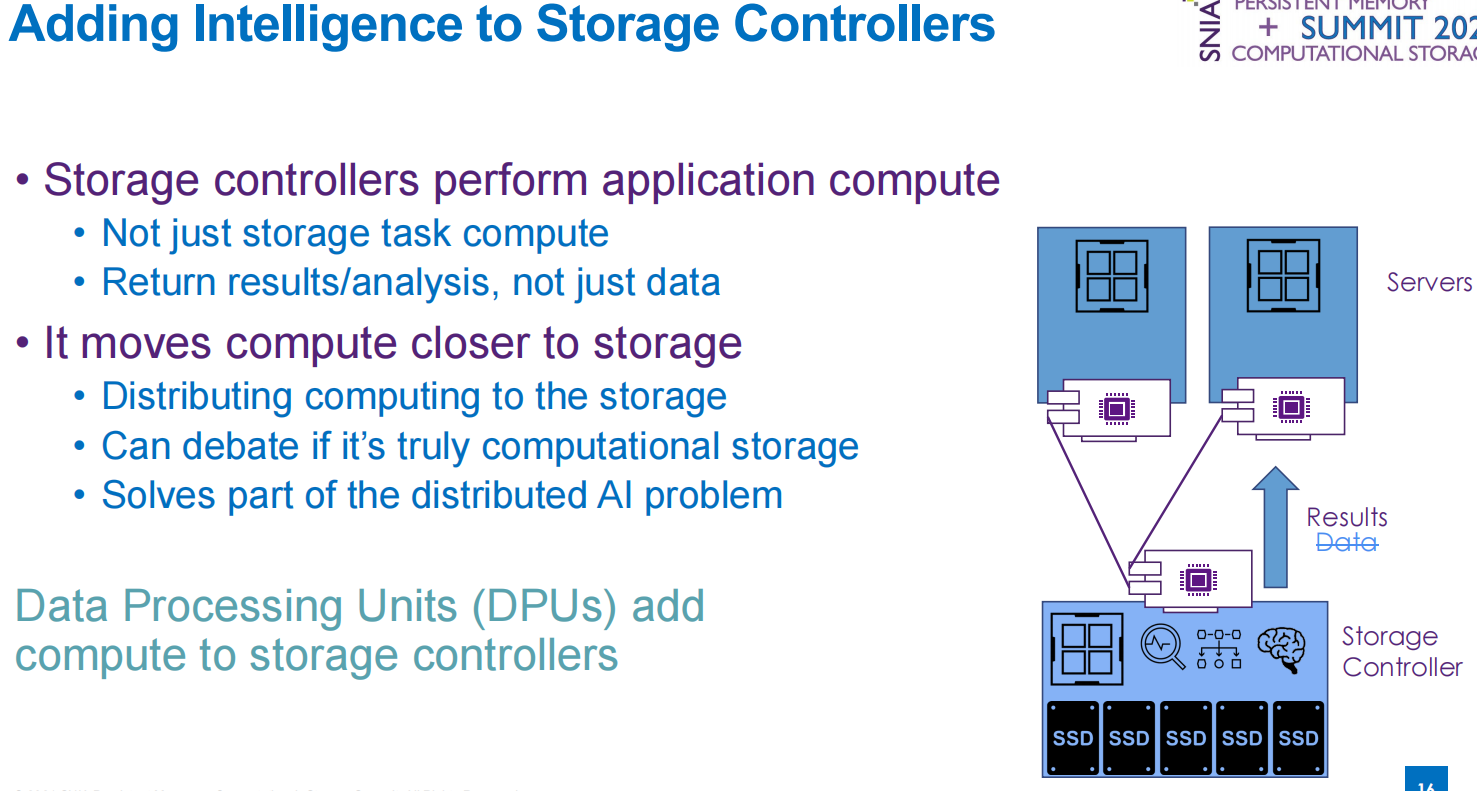 Adding Intelligence to Storage Controllers
SNIA
PERSISTENT MEMORY
+ SUMMIT 202
COMPUTATIONAL STORAG
• Storage controllers perform application compute
• Not just storage task compute
• Return results/analysis, not just data
• It moves compute closer to storage
• Distributing computing to the storage
• Can debate if it's truly computational storage
• Solves part of the distributed AI problem
Data Processing Units (DPUs) add
compute to storage controllers
Servers
Results
Data
Storage
Controller
SSD SSD SSD SSD SSD
16